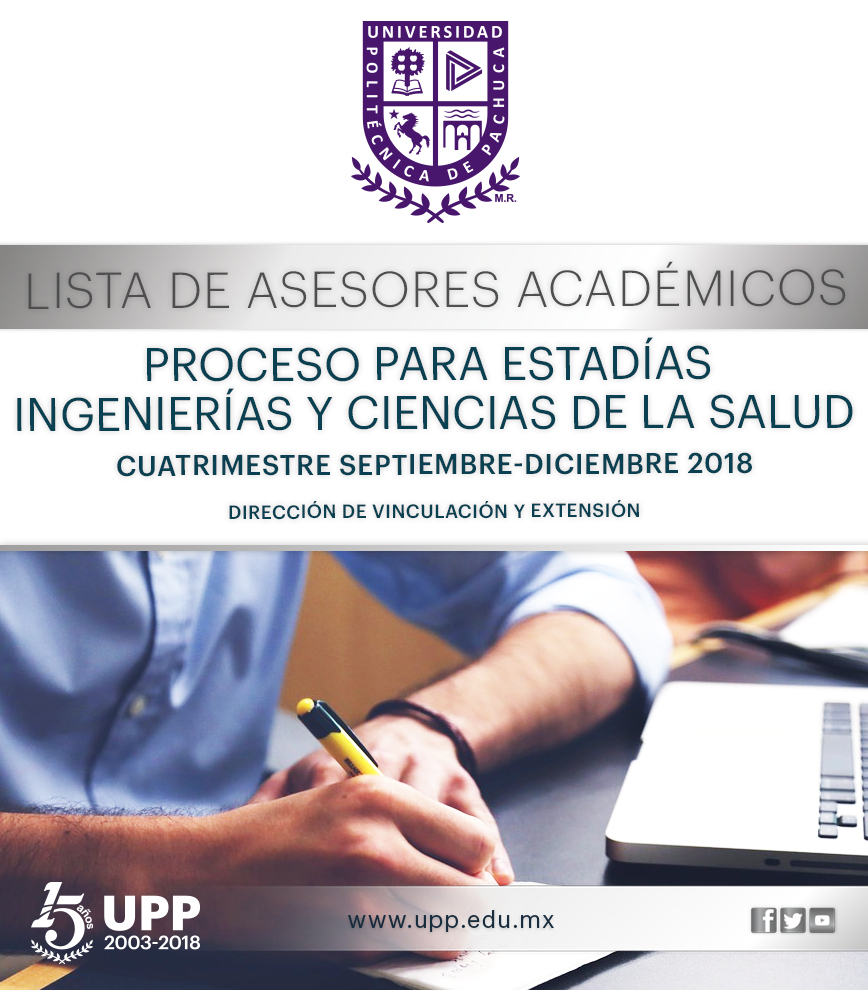 UNIVERSIDAD
POLITÉCNICA DE PACHUCA
M.R.
LISTA DE ASESORES ACADÉMICOS
PROCESO PARA ESTADÍAS
INGENIERÍAS Y CIENCIAS DE LA SALUD
CUATRIMESTRE SEPTIEMBRE-DICIEMBRE 2018
DIRECCIÓN DE VINCULACIÓN Y EXTENSIÓN
15 años
UPP
2003-2018
www.upp.edu.mx